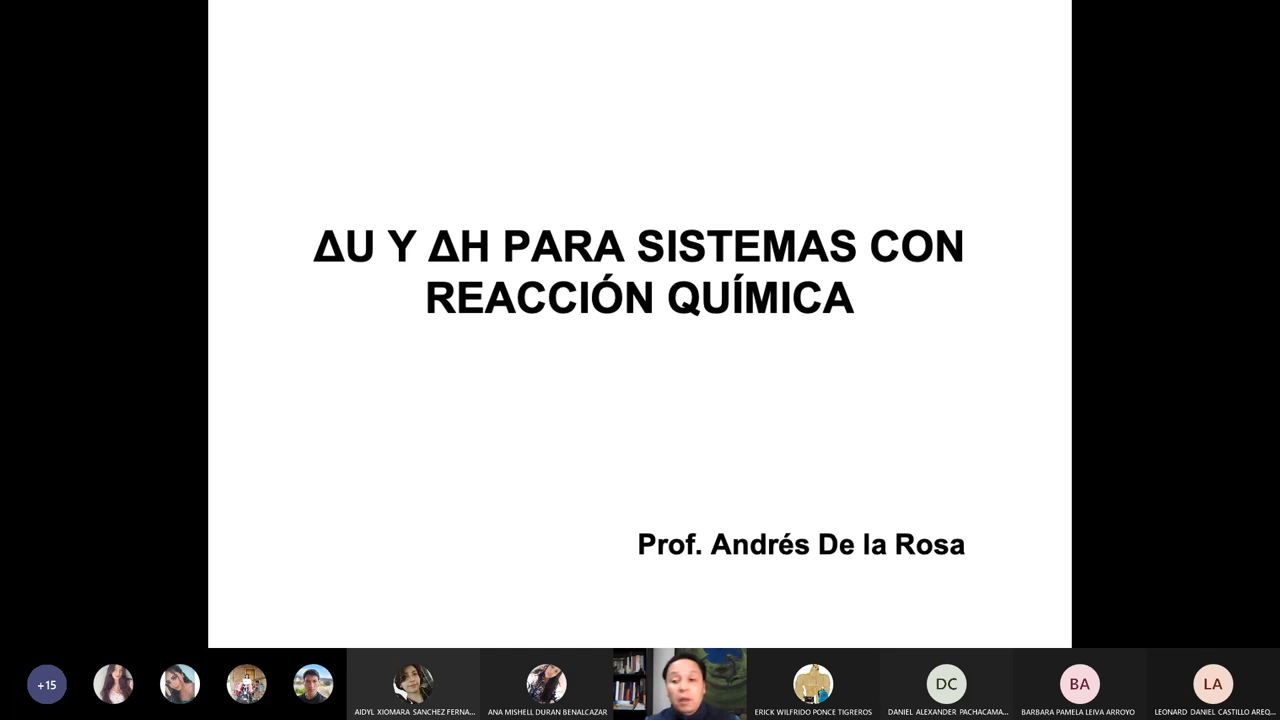 ΔU Y ΔH PARA SISTEMAS CON
REACCIÓN QUÍMICA
Prof. Andrés De la Rosa
+15
AIDYL XIOMARA SANCHEZ FERNA...
ANA MISHELL DURAN BENALCAZAR
ERICK WILFRIDO PONCE TIGREROS
DC
DANIEL ALEXANDER PACHACAMA...
BA
BARBARA PAMELA LEIVA ARROYO
LA
LEONARD DANIEL CASTILLO AREQ...